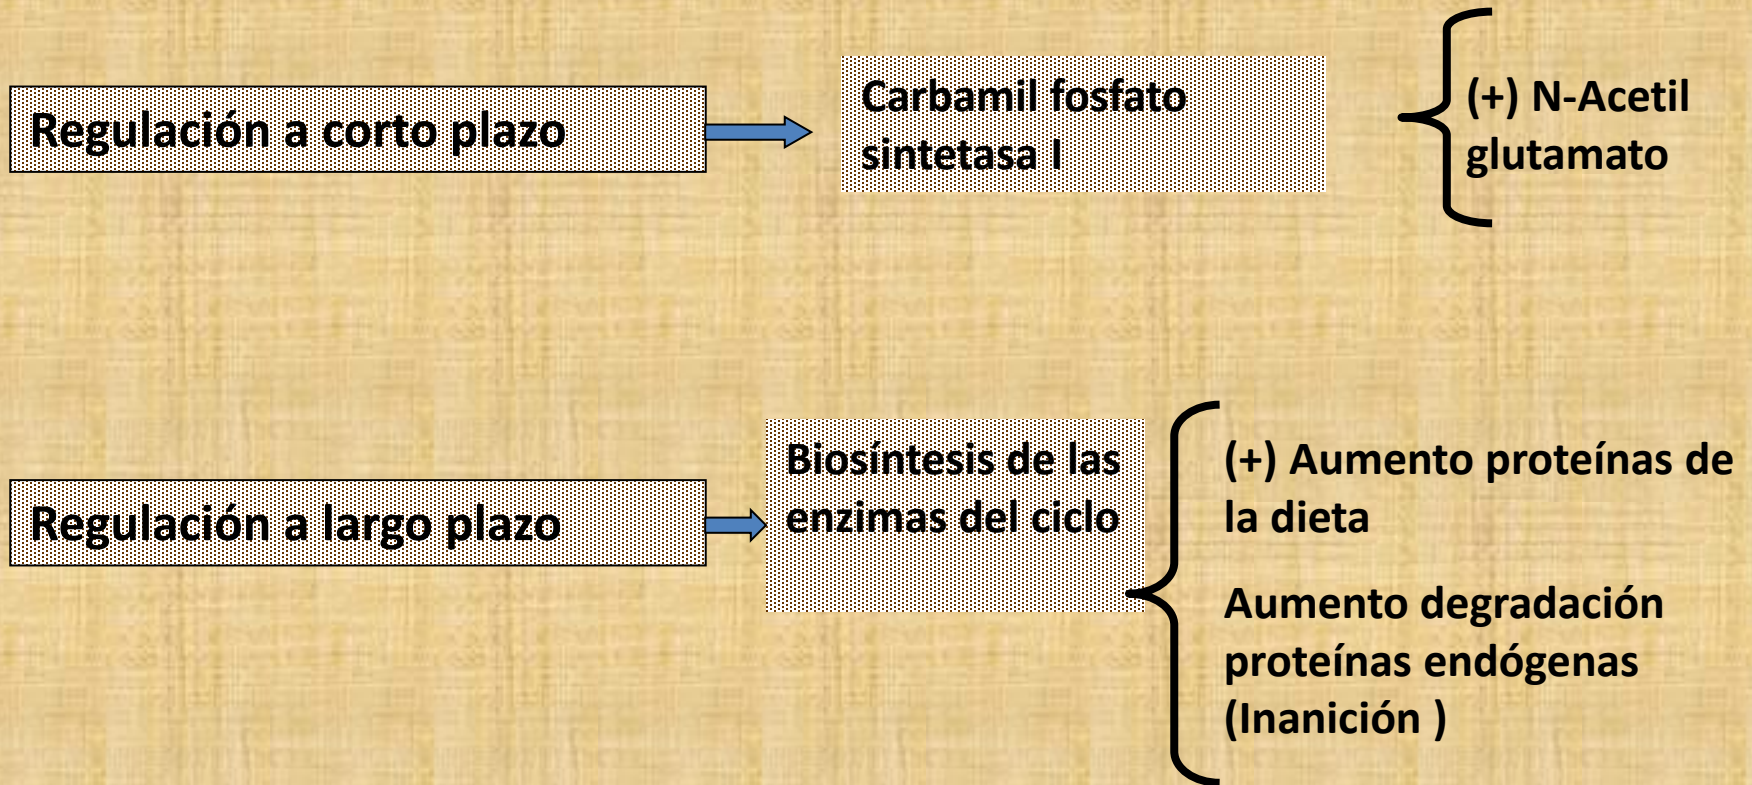 Regulación a corto plazo
Carbamil fosfato
sintetasa I
(+) N-Acetil
glutamato
Regulación a largo plazo
Biosíntesis de las
enzimas del ciclo
(+) Aumento proteínas de
la dieta
Aumento degradación
proteínas endógenas
(Inanición )